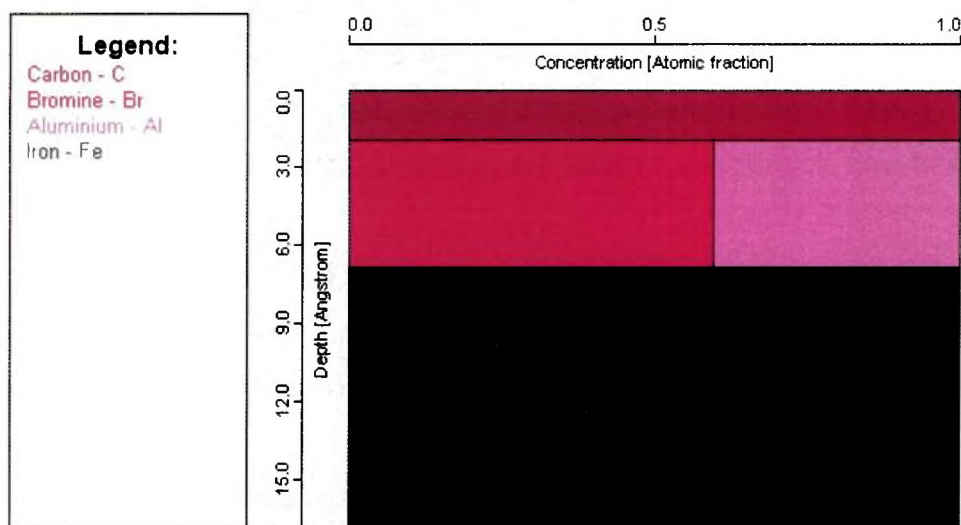 Legend:
Carbon - C
Bromine - Br
Aluminium - Al
Iron - Fe
0.0 0.5 1.0
Concentration [Atomic fraction]
0.0
3.0
6.0
9.0
12.0
15.0
Depth [Angstrom]